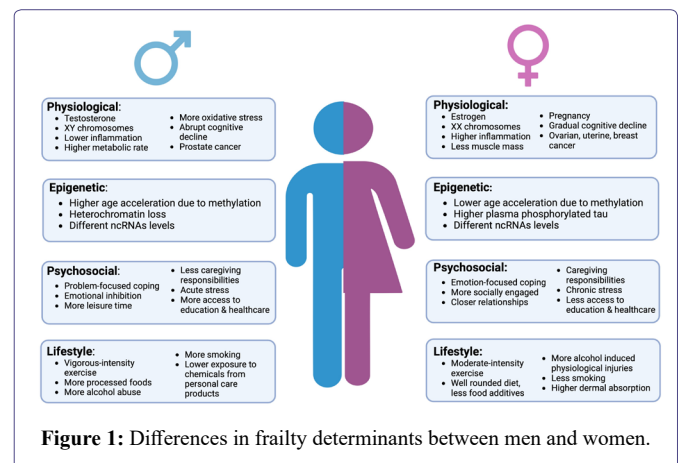 Physiological:
• Testosterone
• XY chromosomes
• Lower inflammation
• Higher metabolic rate
• More oxidative stress
• Abrupt cognitive
decline
• Prostate cancer
Epigenetic:
• Higher age acceleration due to methylation
• Heterochromatin loss
• Different ncRNAs levels
Psychosocial:
• Problem-focused coping
• Emotional inhibition
• More leisure time
• Less caregiving
responsibilities
• Acute stress
• More access to
education & healthcare
Lifestyle:
• Vigorous-intensity
exercise
• More processed foods
• More alcohol abuse
• More smoking
• Lower exposure to
chemicals from
personal care
products
Physiological:
• Estrogen
• XX chromosomes
• Higher inflammation
• Less muscle mass
• Pregnancy
• Gradual cognitive decline
• Ovarian, uterine, breast
cancer
Epigenetic:
• Lower age acceleration due to methylation
• Higher plasma phosphorylated tau
• Different ncRNAs levels
Psychosocial:
• Emotion-focused coping
• More socially engaged
• Closer relationships
• Caregiving
responsibilities
• Chronic stress
• Less access to
education & healthcare
Lifestyle:
• Moderate-intensity
exercise
• Well rounded diet,
less food additives
• More alcohol induced
physiological injuries
• Less smoking
• Higher dermal absorption
Figure 1: Differences in frailty determinants between men and women.